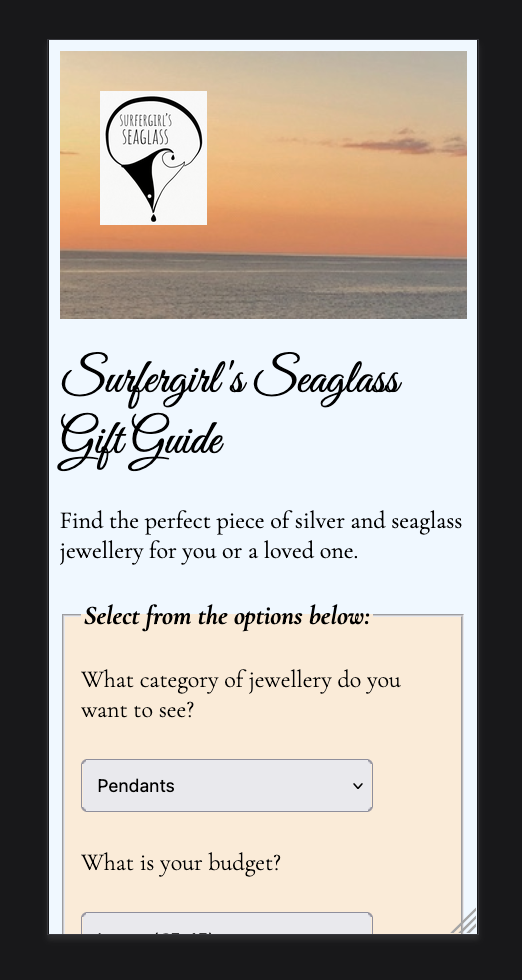 SURFERGIRL'S
SEAGLASS
Surfergirl's Seaglass
Gift Guide
Find the perfect piece of silver and seaglass
jewellery for you or a loved one.
Select from the options below:
What category of jewellery do you
want to see?
Pendants
What is your budget?